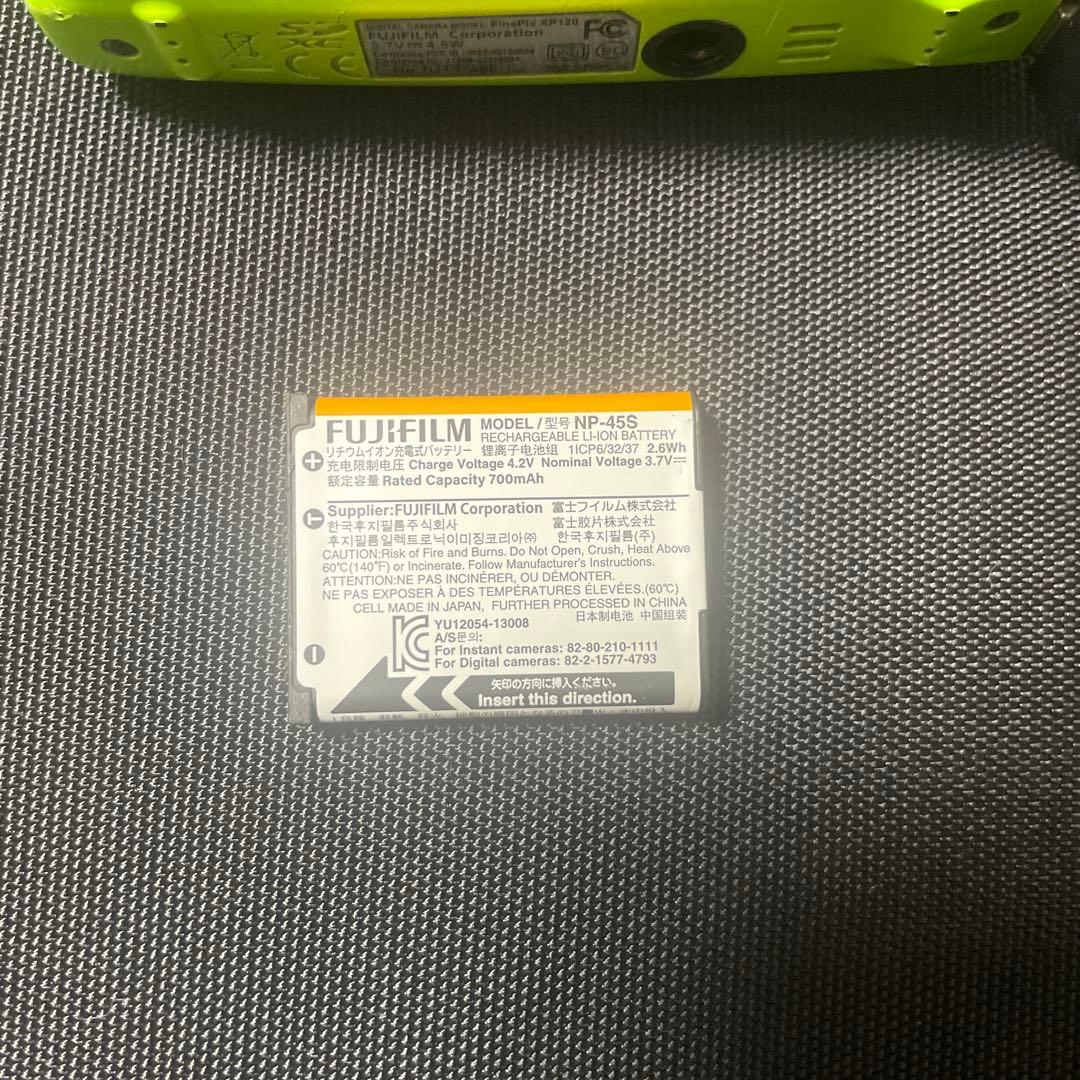 DIGITAL CAMERA MODEL: FinePix XP120
FUJIFILM Corporation
3.7V⎓4.5W
Contains FCC ID
Contains IC
FC
CE
FUJIFILM MODEL/型号 NP-45S
RECHARGEABLE LI-ION BATTERY
リチウムイオン充電式バッテリー 锂离子电池组 1ICP6/32/37 2.6Wh
充电限制电压 Charge Voltage 4.2V Nominal Voltage 3.7V⎓
额定容量 Rated Capacity 700mAh
+
T
-
Supplier:FUJIFILM Corporation 富士フイルム株式会社
한국후지필름주식회사 富士胶片株式会社
후지필름일렉트로닉이미징코리아㈜ 한국후지필름(주)
CAUTION:Risk of Fire and Burns. Do Not Open, Crush, Heat Above
60℃(140℉) or Incinerate. Follow Manufacturer's Instructions.
ATTENTION:NE PAS INCINÉRER, OU DÉMONTER.
NE PAS EXPOSER À DES TEMPÉRATURES ÉLEVÉES.(60℃)
CELL MADE IN JAPAN, FURTHER PROCESSED IN CHINA
日本制电池 中国组装
YU12054-13008
A/S문의:
For Instant cameras: 82-80-210-1111
For Digital cameras: 82-2-1577-4793
矢印の方向に挿入ください。
Insert this direction.